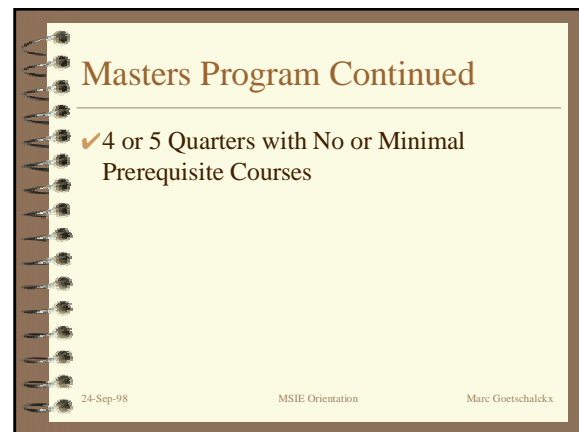 Masters Program Continued
✔4 or 5 Quarters with No or Minimal
Prerequisite Courses
24-Sep-98 MSIE Orientation Marc Goetschalckx